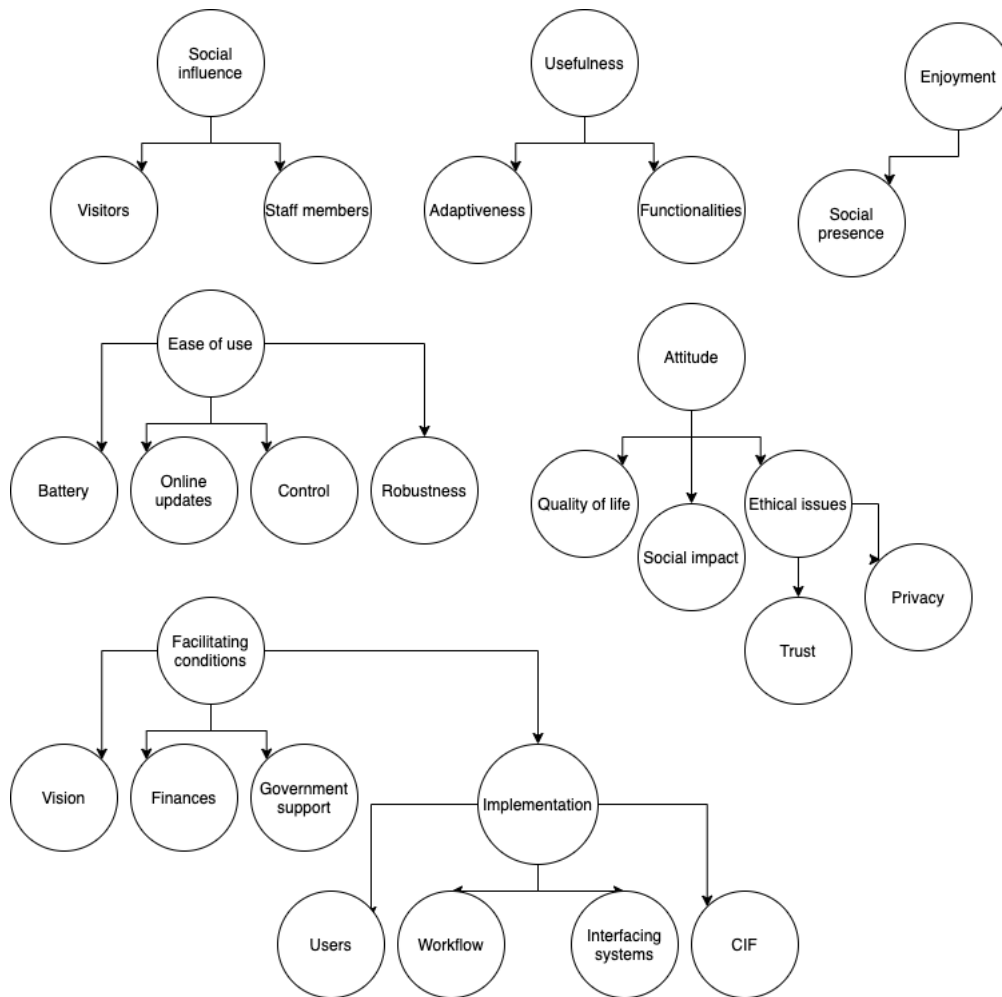 Social
influence
Usefulness
Enjoyment
Visitors
Staff members
Adaptiveness
Functionalities
Social
presence
Ease of use
Attitude
Battery
Online
updates
Control
Robustness
Quality of life
Social impact
Ethical issues
Trust
Privacy
Facilitating
conditions
Vision
Finances
Government
support
Implementation
Users
Workflow
Interfacing
systems
CIF